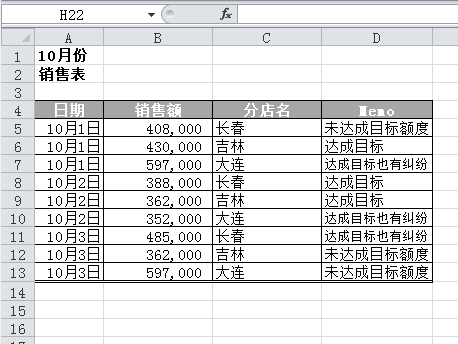 H22 fx
A B C D
1 10月份
2 销售表
3
4 日期 销售额 分店名 Memo
5 10月1日 408,000 长春 未达成目标额度
6 10月1日 430,000 吉林 达成目标
7 10月1日 597,000 大连 达成目标也有纠纷
8 10月2日 388,000 长春 达成目标
9 10月2日 362,000 吉林 达成目标
10 10月2日 352,000 大连 达成目标也有纠纷
11 10月3日 485,000 长春 达成目标也有纠纷
12 10月3日 362,000 吉林 未达成目标额度
13 10月3日 597,000 大连 未达成目标额度
14
15
16
17